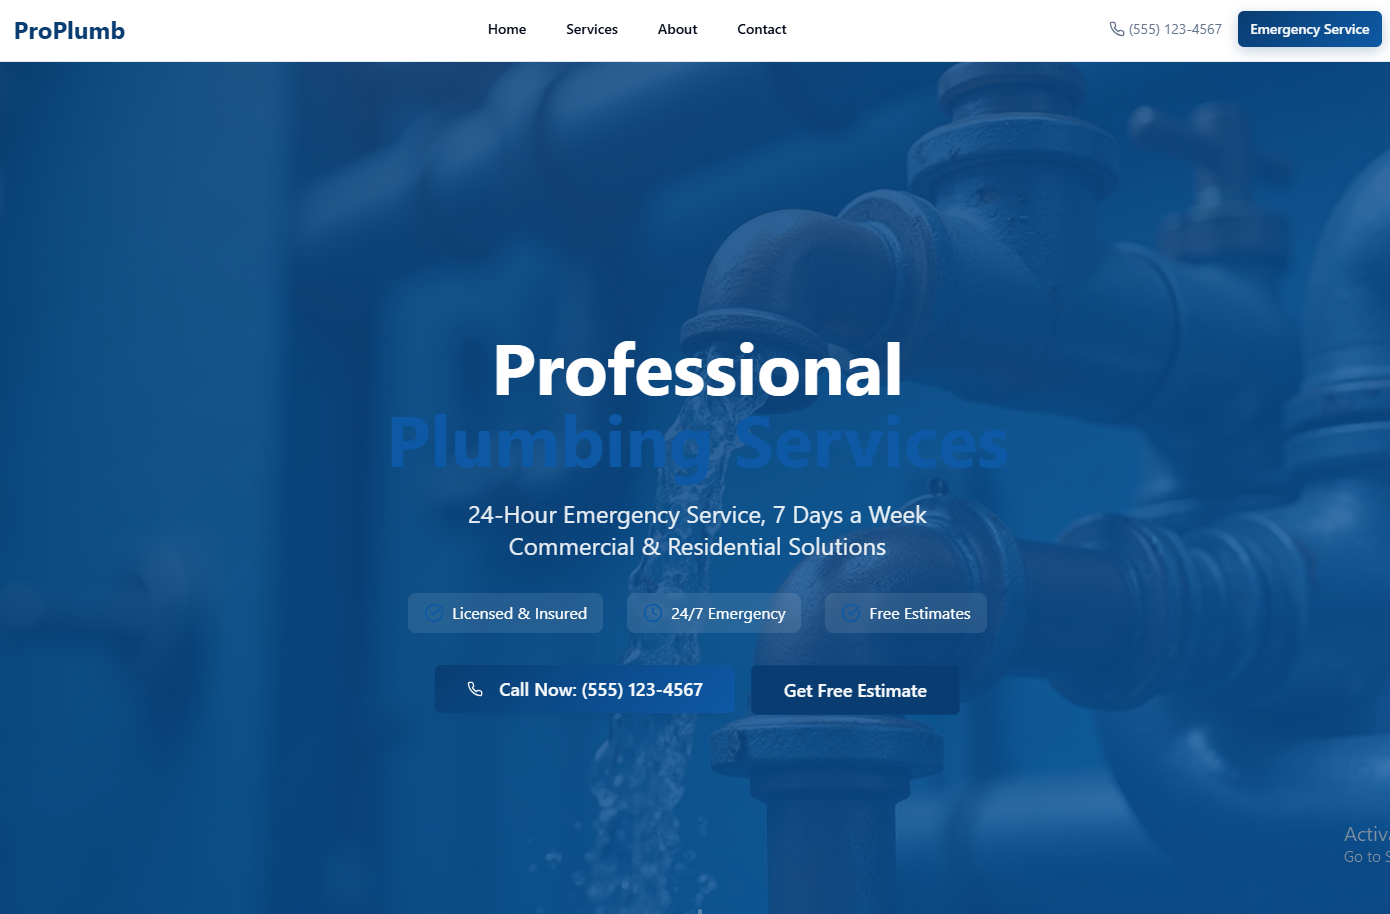 ProPlumb
Home
Services
About
Contact
(555) 123-4567
Emergency Service
Professional
Plumbing Services
24-Hour Emergency Service, 7 Days a Week
Commercial & Residential Solutions
Licensed & Insured
24/7 Emergency
Free Estimates
Call Now: (555) 123-4567
Get Free Estimate
Go to